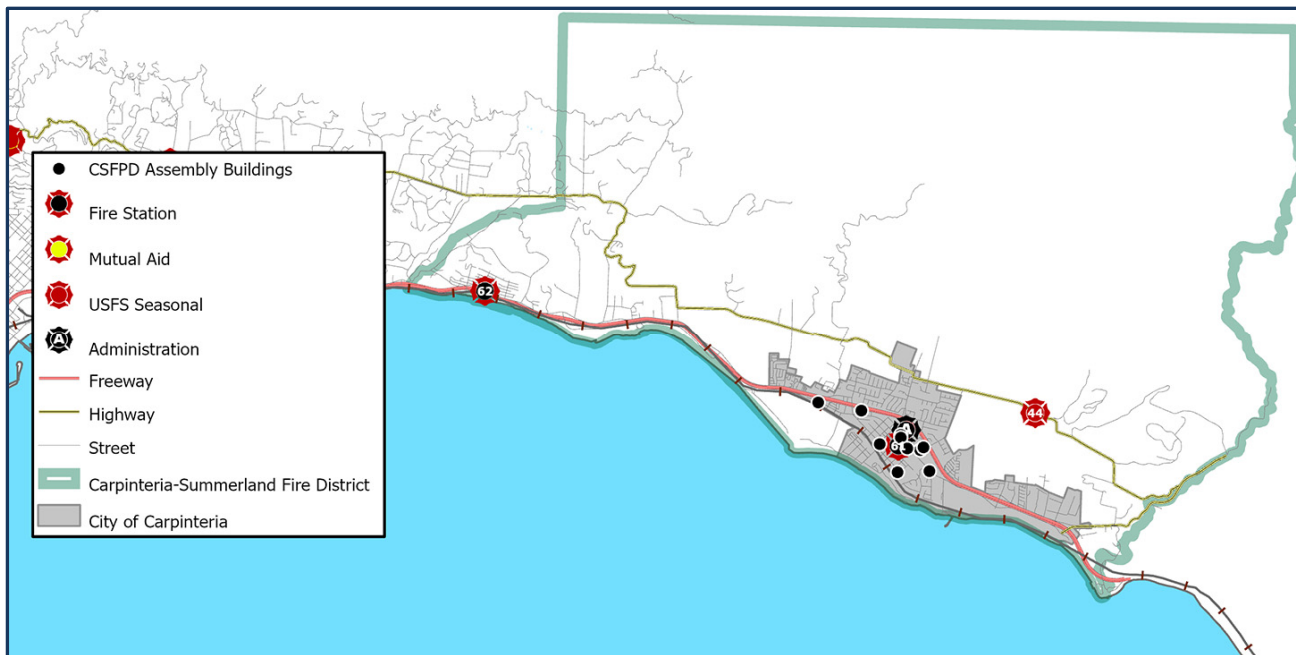 CSFPD Assembly Buildings
Fire Station
Mutual Aid
USFS Seasonal
A
Administration
Freeway
Highway
Street
Carpinteria-Summerland Fire District
City of Carpinteria
62
44